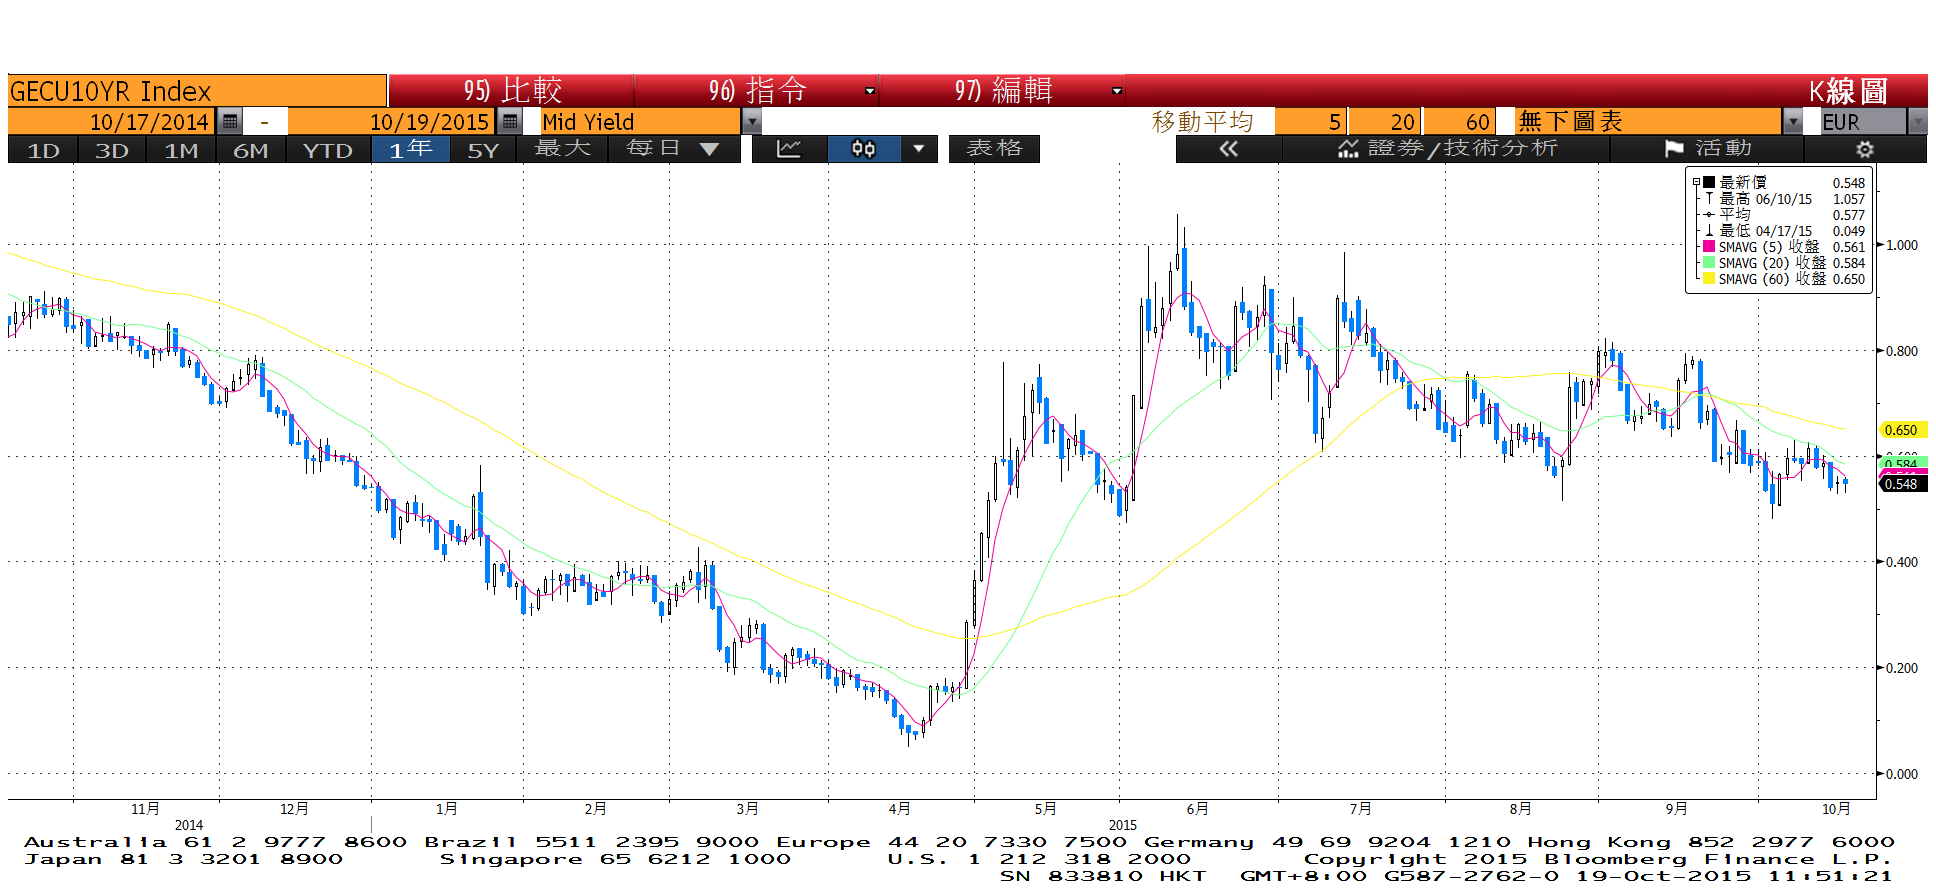 GECU10YR Index 95) 比較 96) 指令 97) 編輯 K線圖
10/17/2014 - 10/19/2015 Mid Yield 移動平均 5 20 60 無下圖表 EUR
1D 3D 1M 6M YTD 1年 5Y 最大 每日 表格 « 證券/技術分析 活動
最新價 0.548
最高 06/10/15 1.057
平均 0.577
最低 04/17/15 0.049
SMAVG (5) 收盤 0.561
SMAVG (20) 收盤 0.584
SMAVG (60) 收盤 0.650
1.000
0.800
0.650
0.584
0.548
0.400
0.200
0.000
11月 12月 1月 2月 3月 4月 5月 6月 7月 8月 9月 10月
2014 2015
Australia 61 2 9777 8600 Brazil 5511 2395 9000 Europe 44 20 7330 7500 Germany 49 69 9204 1210 Hong Kong 852 2977 6000
Japan 81 3 3201 8900 Singapore 65 6212 1000 U.S. 1 212 318 2000 Copyright 2015 Bloomberg Finance L.P.
SN 833810 HKT GMT+8:00 G587-2762-0 19-Oct-2015 11:51:21